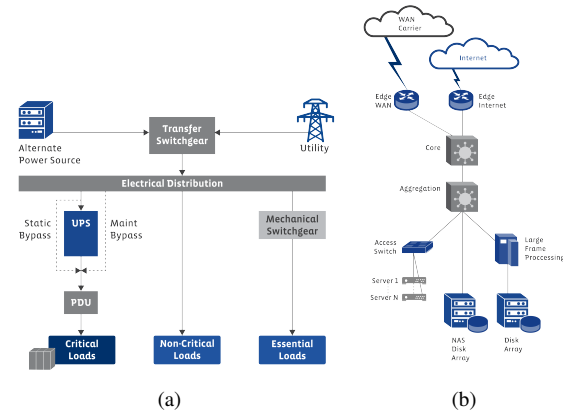 Alternate
Power Source
Transfer
Switchgear
Utility
Electrical Distribution
Static
Bypass
UPS
Maint
Bypass
Mechanical
Switchgear
PDU
Critical
Loads
Non-Critical
Loads
Essential
Loads
(a)
WAN
Carrier
Internet
Edge
WAN
Edge
Internet
Core
Aggregation
Access
Switch
Large
Frame
Proccessing
Server 1
Server N
NAS
Disk
Array
Disk
Array
(b)